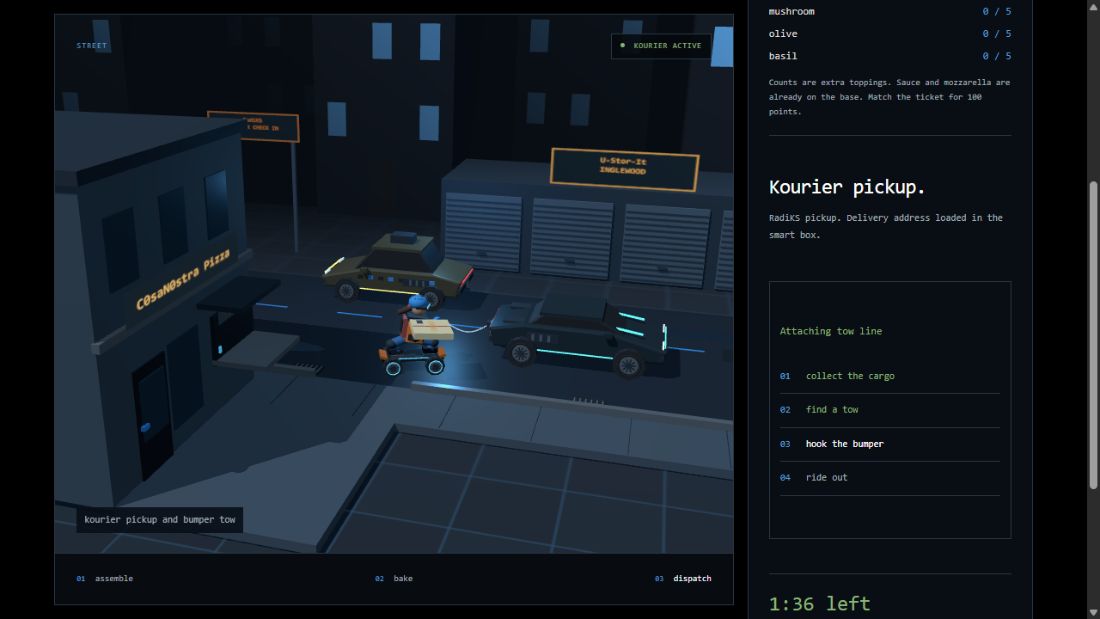 STREET
KOURIER ACTIVE
CHECK IN
U-Stor-It
INGLEWOOD
C0saN0stra Pizza
kourier pickup and bumper tow
01 assemble
02 bake
03 dispatch
mushroom 0 / 5
olive 0 / 5
basil 0 / 5
Counts are extra toppings. Sauce and mozzarella are
already on the base. Match the ticket for 100
points.
Kourier pickup.
RadiKS pickup. Delivery address loaded in the
smart box.
Attaching tow line
01 collect the cargo
02 find a tow
03 hook the bumper
04 ride out
1:36 left